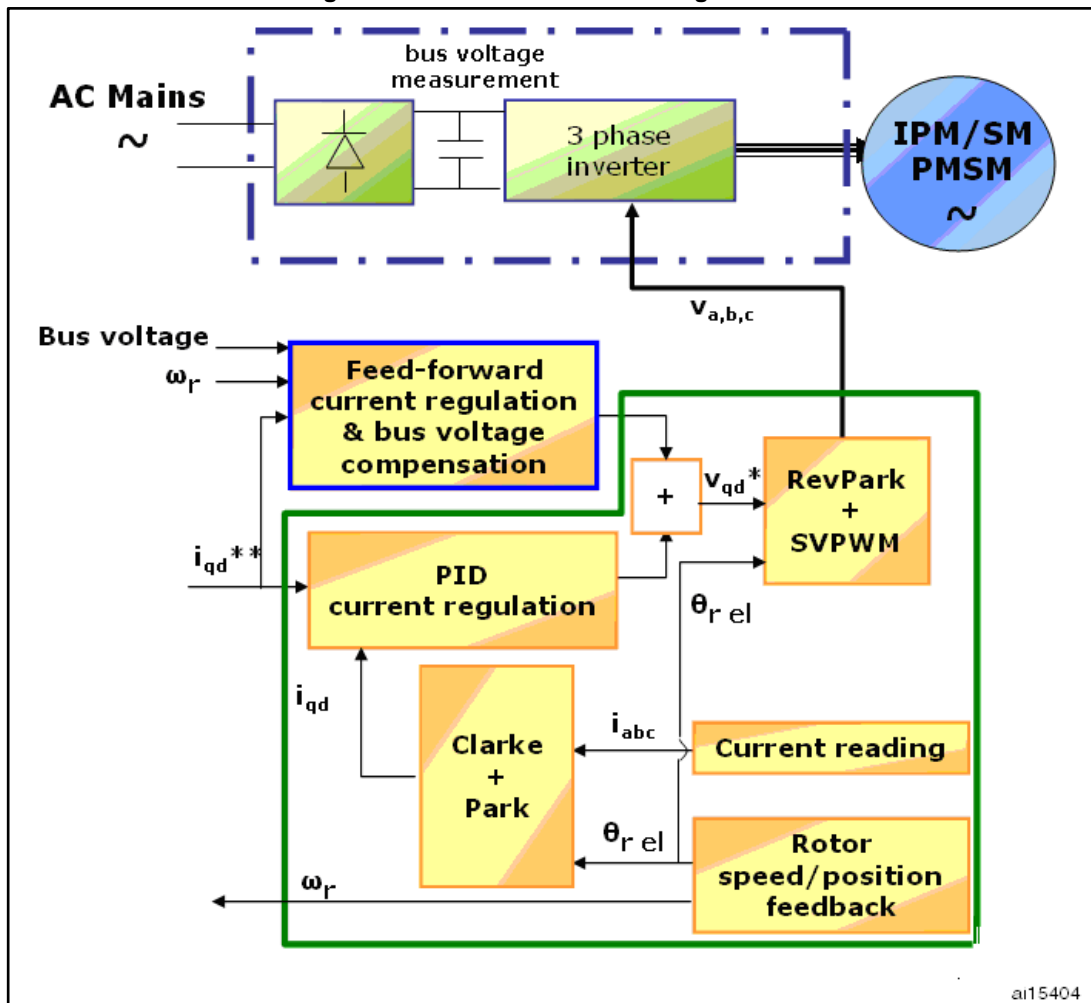 bus voltage
measurement
AC Mains
~
3 phase
inverter
IPM/SM
PMSM
~
va,b,c
Bus voltage
ωr
Feed-forward
current regulation
& bus voltage
compensation
+
vqd*
RevPark
+
SVPWM
iqd**
PID
current regulation
θr el
iqd
Clarke
+
Park
iabc
Current reading
θr el
Rotor
speed/position
feedback
ωr
ai15404